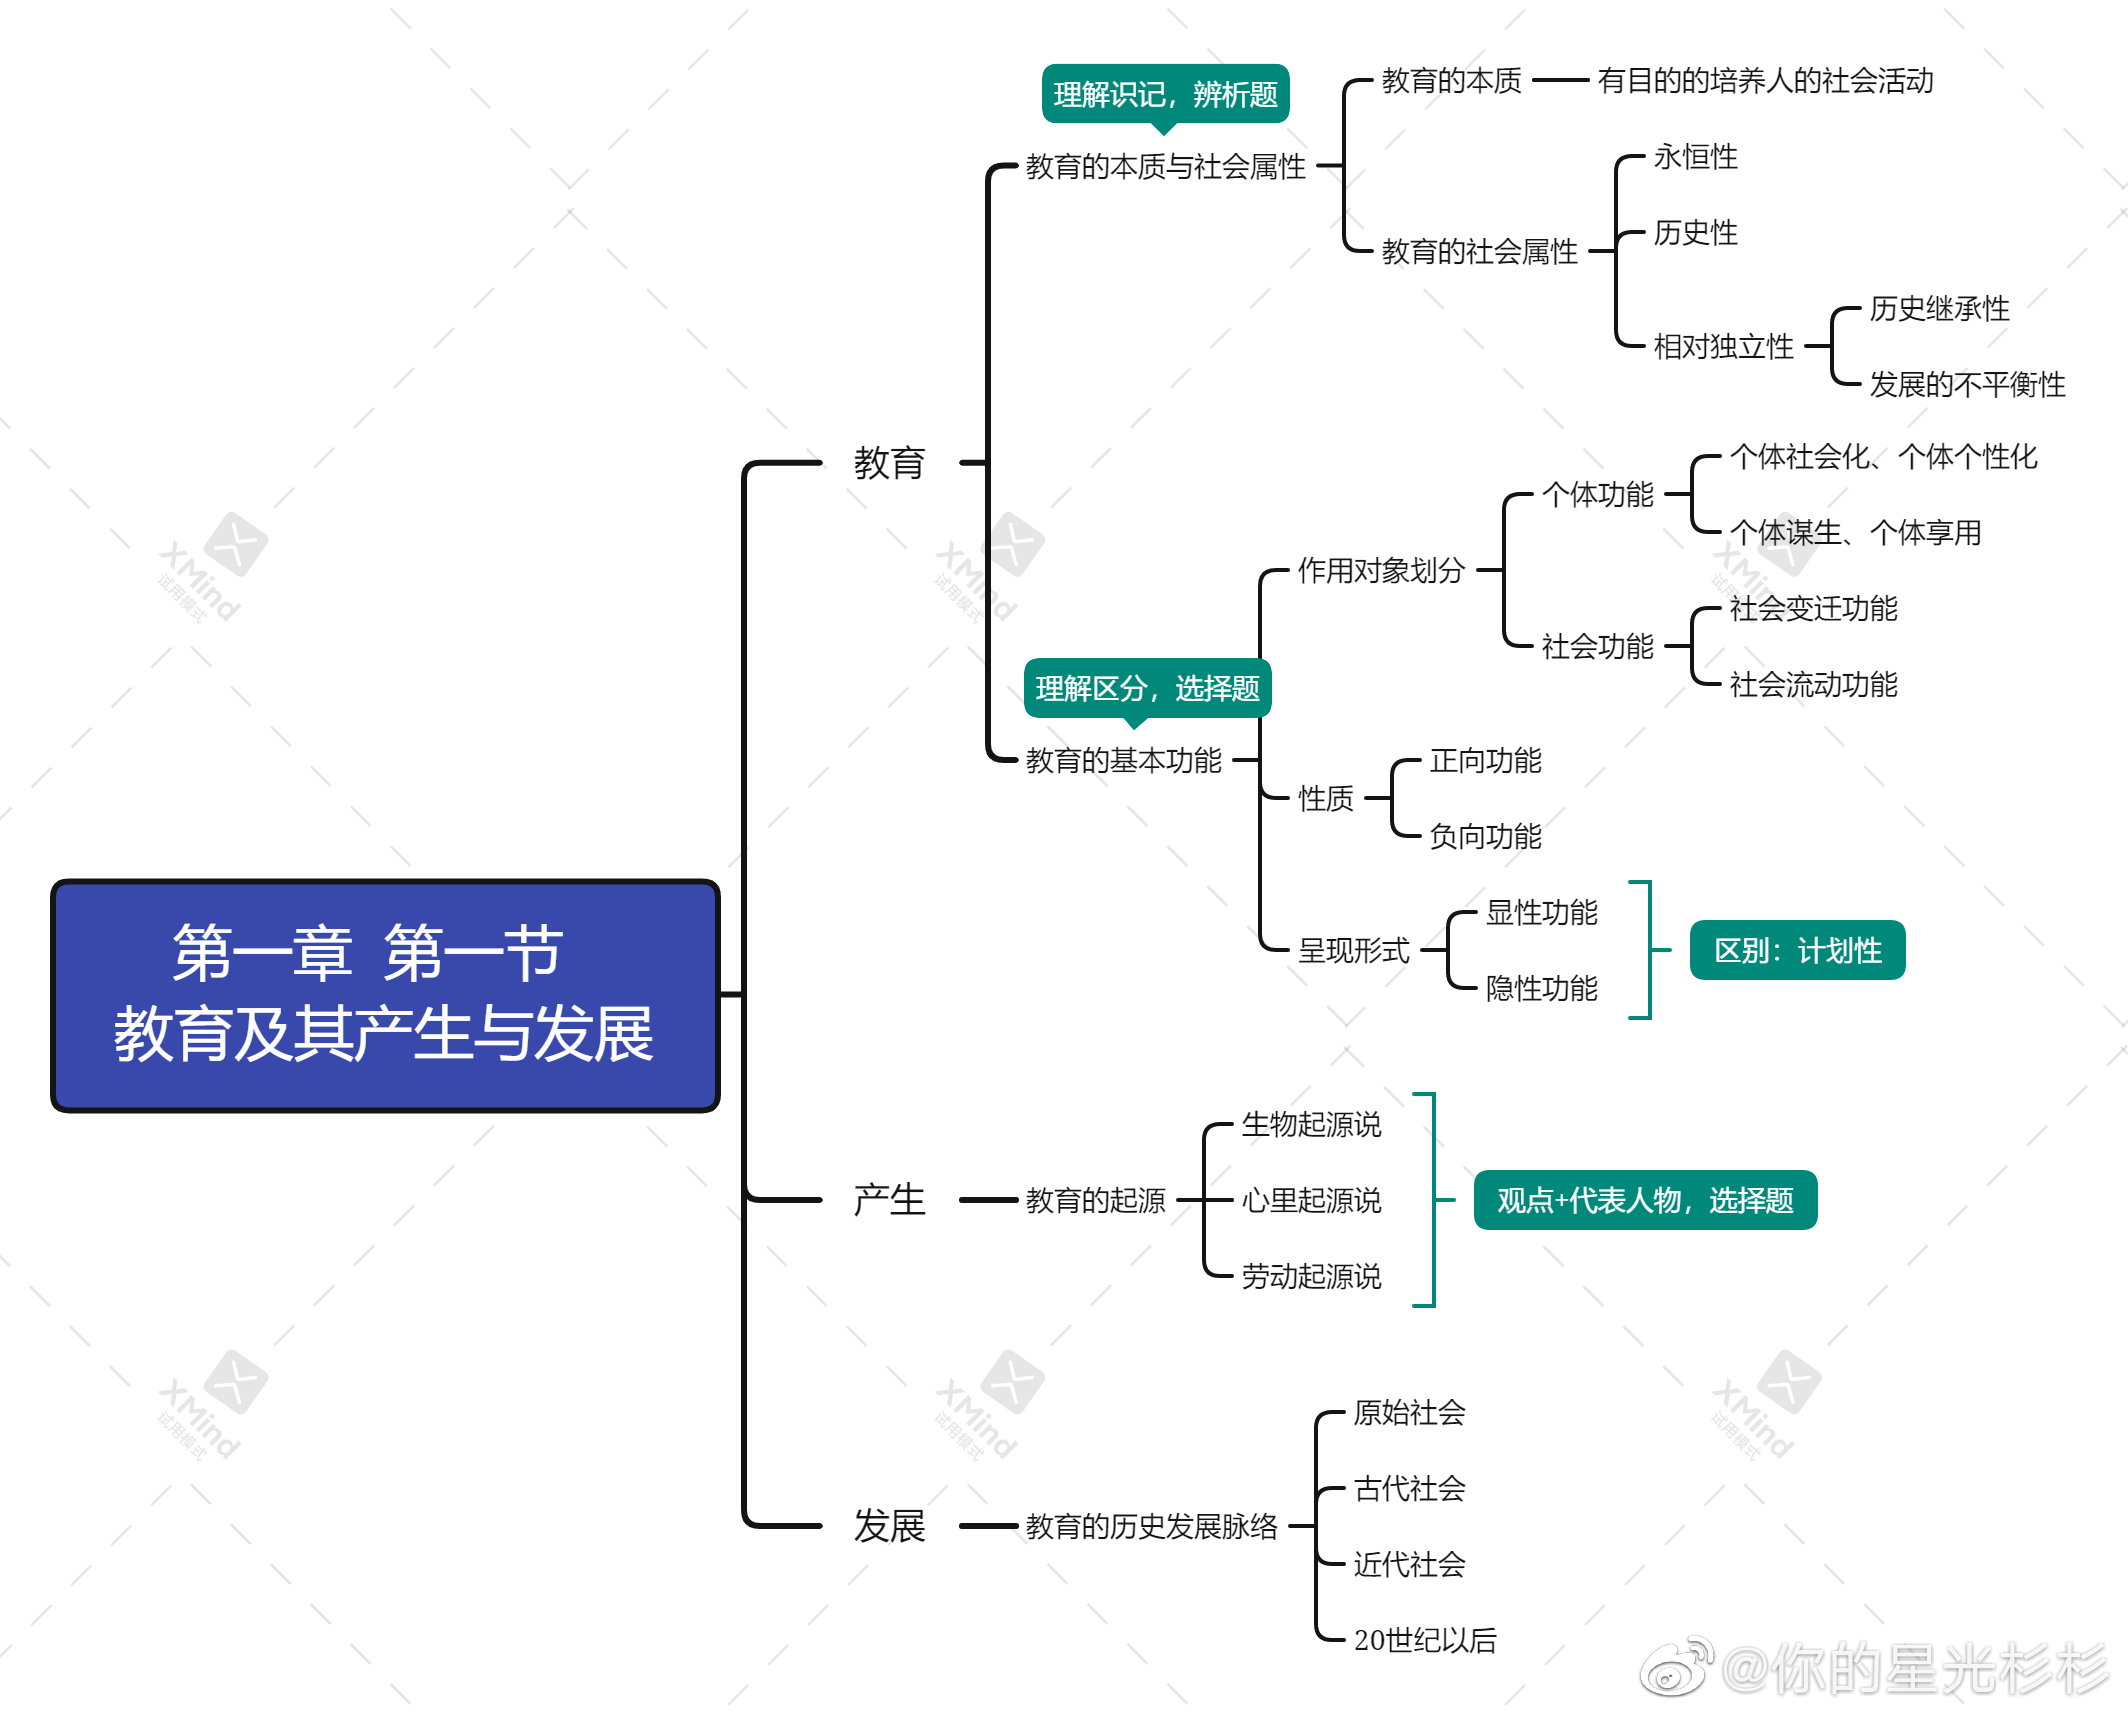 理解识记，辨析题
教育的本质
有目的的培养人的社会活动
教育的本质与社会属性
永恒性
历史性
教育的社会属性
历史继承性
相对独立性
发展的不平衡性
教育
个体社会化、个体个性化
个体功能
个体谋生、个体享用
作用对象划分
社会变迁功能
社会功能
社会流动功能
理解区分，选择题
教育的基本功能
正向功能
性质
负向功能
显性功能
呈现形式
区别：计划性
隐性功能
第一章 第一节
教育及其产生与发展
生物起源说
产生
教育的起源
心里起源说
观点+代表人物，选择题
劳动起源说
原始社会
古代社会
发展
教育的历史发展脉络
近代社会
20世纪以后
XMind
试用模式
XMind
试用模式
XMind
试用模式
XMind
试用模式
XMind
试用模式
XMind
试用模式
@你的星光杉杉